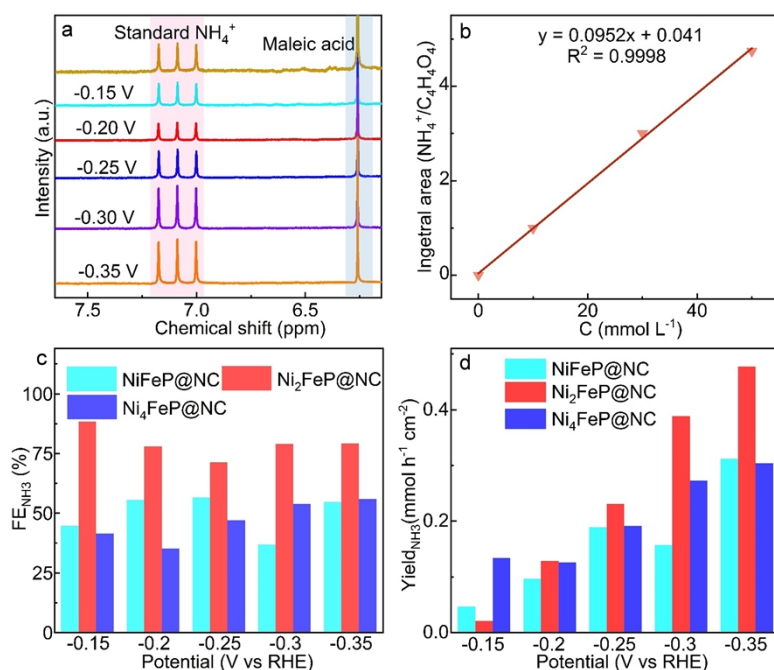 a
Standard NH₄⁺
Maleic acid
-0.15 V
-0.20 V
-0.25 V
-0.30 V
-0.35 V
Intensity (a.u.)
7.5 7.0 6.5
Chemical shift (ppm)
b
y = 0.0952x + 0.041
R² = 0.9998
Ingetral area (NH₄⁺/C₄H₄O₄)
4
2
0
0 20 40
C (mmol L⁻¹)
c
NiFeP@NC Ni₂FeP@NC
Ni₄FeP@NC
FE_NH3 (%)
100
75
50
25
0
-0.15 -0.2 -0.25 -0.3 -0.35
Potential (V vs RHE)
d
NiFeP@NC
Ni₂FeP@NC
Ni₄FeP@NC
Yield_NH3(mmol h⁻¹ cm⁻²)
0.4
0.2
0.0
-0.15 -0.2 -0.25 -0.3 -0.35
Potential (V vs RHE)